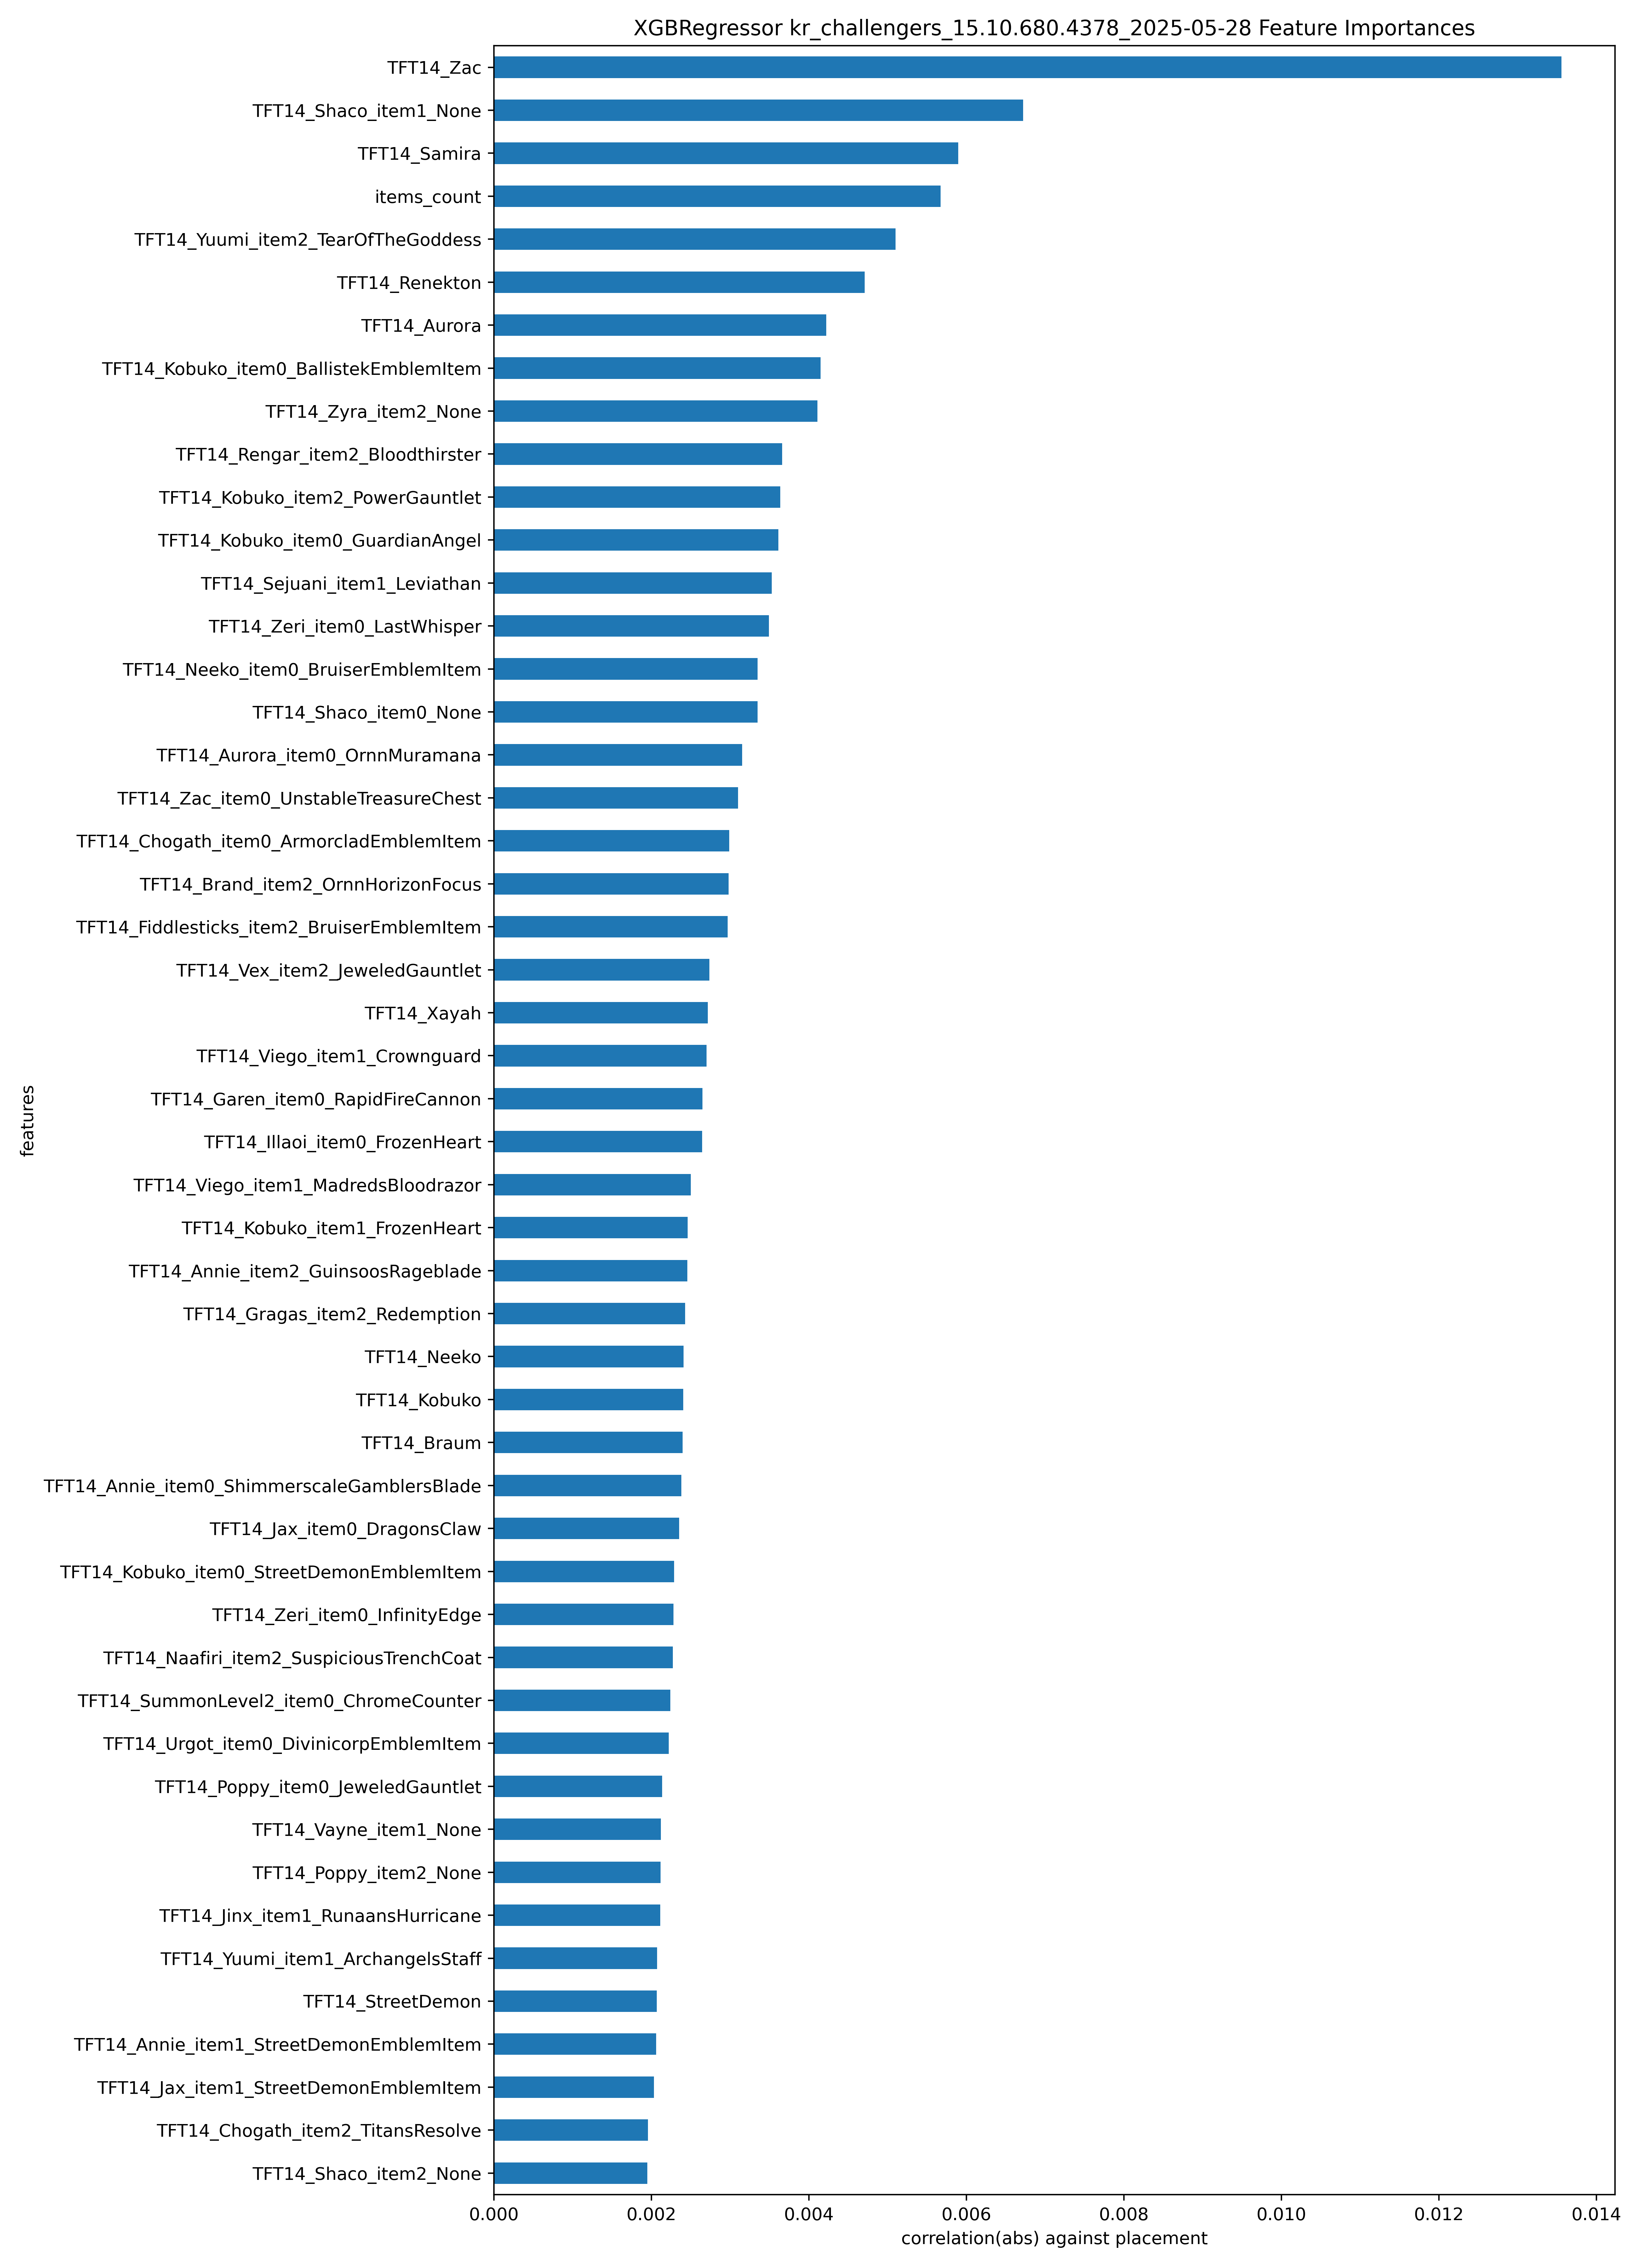 XGBRegressor kr_challengers_15.10.680.4378_2025-05-28 Feature Importances
TFT14_Zac
TFT14_Shaco_item1_None
TFT14_Samira
items_count
TFT14_Yuumi_item2_TearOfTheGoddess
TFT14_Renekton
TFT14_Aurora
TFT14_Kobuko_item0_BallistekEmblemItem
TFT14_Zyra_item2_None
TFT14_Rengar_item2_Bloodthirster
TFT14_Kobuko_item2_PowerGauntlet
TFT14_Kobuko_item0_GuardianAngel
TFT14_Sejuani_item1_Leviathan
TFT14_Zeri_item0_LastWhisper
TFT14_Neeko_item0_BruiserEmblemItem
TFT14_Shaco_item0_None
TFT14_Aurora_item0_OrnnMuramana
TFT14_Zac_item0_UnstableTreasureChest
TFT14_Chogath_item0_ArmorcladEmblemItem
TFT14_Brand_item2_OrnnHorizonFocus
TFT14_Fiddlesticks_item2_BruiserEmblemItem
TFT14_Vex_item2_JeweledGauntlet
TFT14_Xayah
TFT14_Viego_item1_Crownguard
TFT14_Garen_item0_RapidFireCannon
TFT14_Illaoi_item0_FrozenHeart
TFT14_Viego_item1_MadredsBloodrazor
TFT14_Kobuko_item1_FrozenHeart
TFT14_Annie_item2_GuinsoosRageblade
TFT14_Gragas_item2_Redemption
TFT14_Neeko
TFT14_Kobuko
TFT14_Braum
TFT14_Annie_item0_ShimmerscaleGamblersBlade
TFT14_Jax_item0_DragonsClaw
TFT14_Kobuko_item0_StreetDemonEmblemItem
TFT14_Zeri_item0_InfinityEdge
TFT14_Naafiri_item2_SuspiciousTrenchCoat
TFT14_SummonLevel2_item0_ChromeCounter
TFT14_Urgot_item0_DivinicorpEmblemItem
TFT14_Poppy_item0_JeweledGauntlet
TFT14_Vayne_item1_None
TFT14_Poppy_item2_None
TFT14_Jinx_item1_RunaansHurricane
TFT14_Yuumi_item1_ArchangelsStaff
TFT14_StreetDemon
TFT14_Annie_item1_StreetDemonEmblemItem
TFT14_Jax_item1_StreetDemonEmblemItem
TFT14_Chogath_item2_TitansResolve
TFT14_Shaco_item2_None
features
0.000 0.002 0.004 0.006 0.008 0.010 0.012 0.014
correlation(abs) against placement